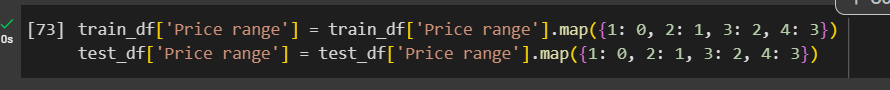 [73] train_df['Price range'] = train_df['Price range'].map({1: 0, 2: 1, 3: 2, 4: 3})
test_df['Price range'] = test_df['Price range'].map({1: 0, 2: 1, 3: 2, 4: 3})
0s